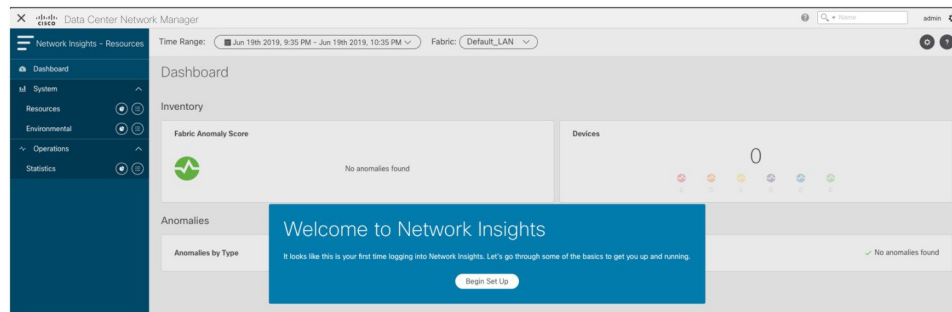 cisco Data Center Network Manager
Name
admin
Network Insights - Resources
Time Range: Jun 19th 2019, 9:35 PM - Jun 19th 2019, 10:35 PM
Fabric: Default_LAN
Dashboard
System
Resources
Environmental
Operations
Statistics
Dashboard
Inventory
Fabric Anomaly Score
No anomalies found
Devices
0
Anomalies
Anomalies by Type
No anomalies found
Welcome to Network Insights
It looks like this is your first time logging into Network Insights. Let's go through some of the basics to get you up and running.
Begin Set Up